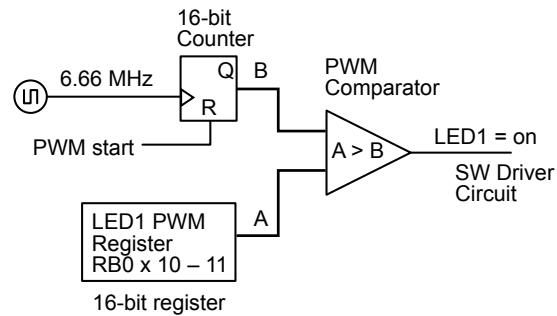 16-bit
Counter
6.66 MHz
Q
B
R
PWM start
PWM
Comparator
A > B
LED1 = on
SW Driver
Circuit
LED1 PWM
Register
RB0 x 10 – 11
A
16-bit register